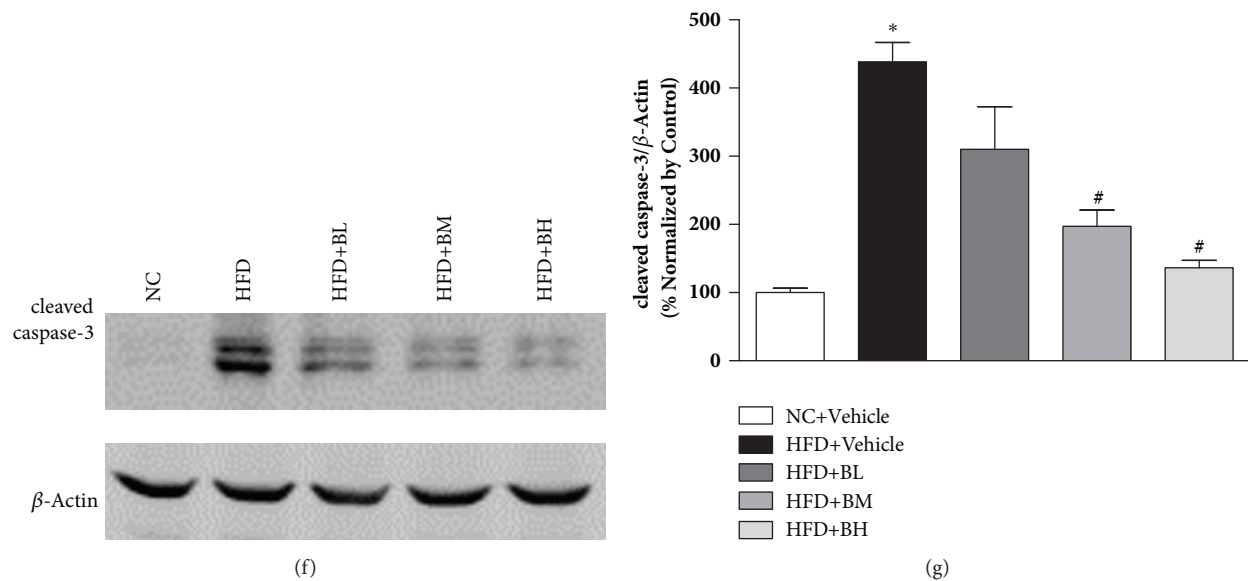 NC
HFD
HFD+BL
HFD+BM
HFD+BH
cleaved
caspase-3
β-Actin
(f)
cleaved caspase-3/β-Actin
(% Normalized by Control)
500
400
300
200
100
0
*
#
#
NC+Vehicle
HFD+Vehicle
HFD+BL
HFD+BM
HFD+BH
(g)